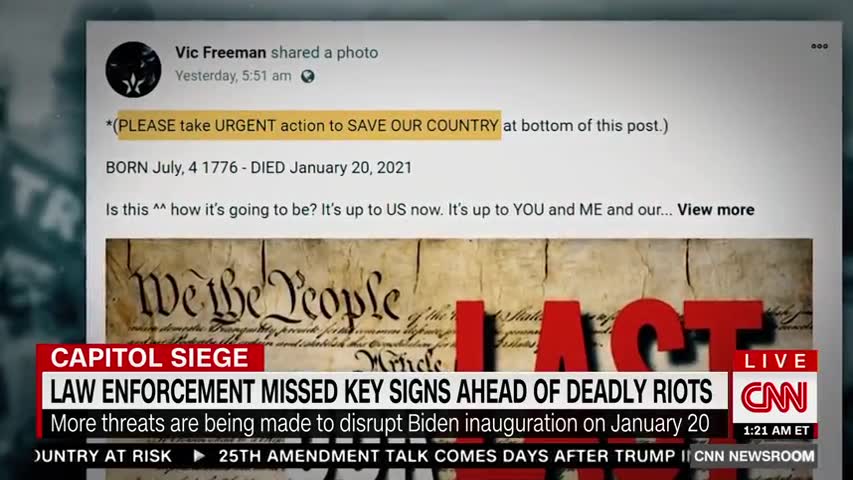 Vic Freeman shared a photo
Yesterday, 5:51 am
*(PLEASE take URGENT action to SAVE OUR COUNTRY at bottom of this post.)
BORN July, 4 1776 - DIED January 20, 2021
Is this ^^ how it's going to be? It's up to US now. It's up to YOU and ME and our... View more
We the People
of the
Article
LAST
CAPITOL SIEGE
LAW ENFORCEMENT MISSED KEY SIGNS AHEAD OF DEADLY RIOTS
More threats are being made to disrupt Biden inauguration on January 20
LIVE
CNN
1:21 AM ET
OUNTRY AT RISK ▸ 25TH AMENDMENT TALK COMES DAYS AFTER TRUMP I
CNN NEWSROOM